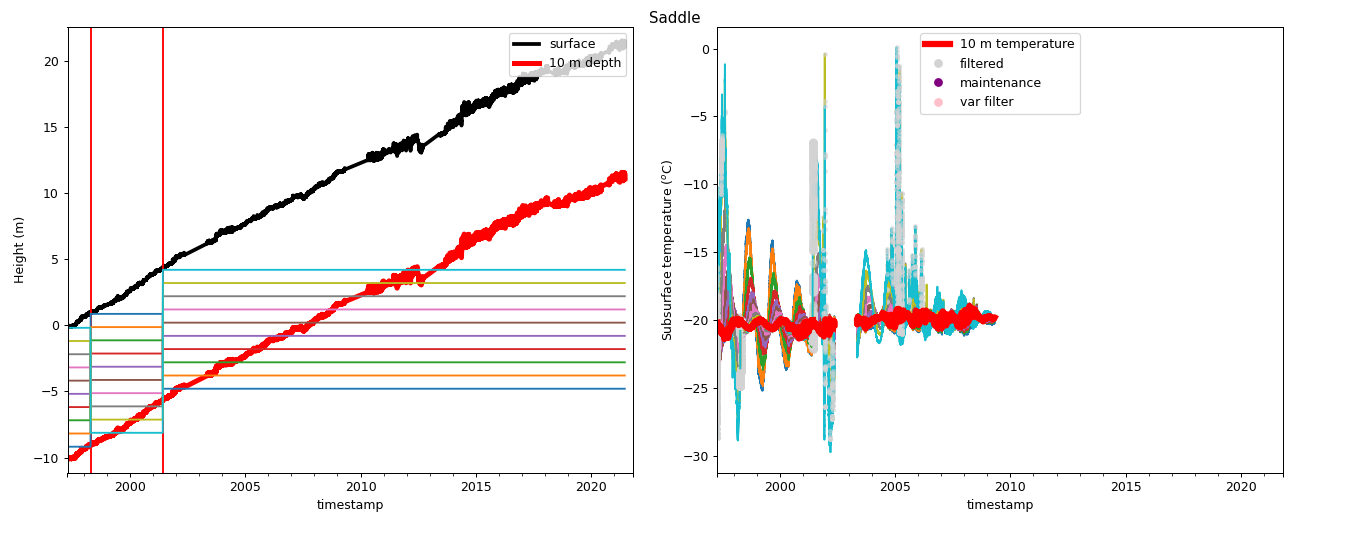 Saddle
surface
10 m depth
20
15
10
5
0
−5
−10
Height (m)
2000
2005
2010
2015
2020
timestamp
10 m temperature
filtered
maintenance
var filter
0
−5
−10
−15
−20
−25
−30
Subsurface temperature (°C)
2000
2005
2010
2015
2020
timestamp